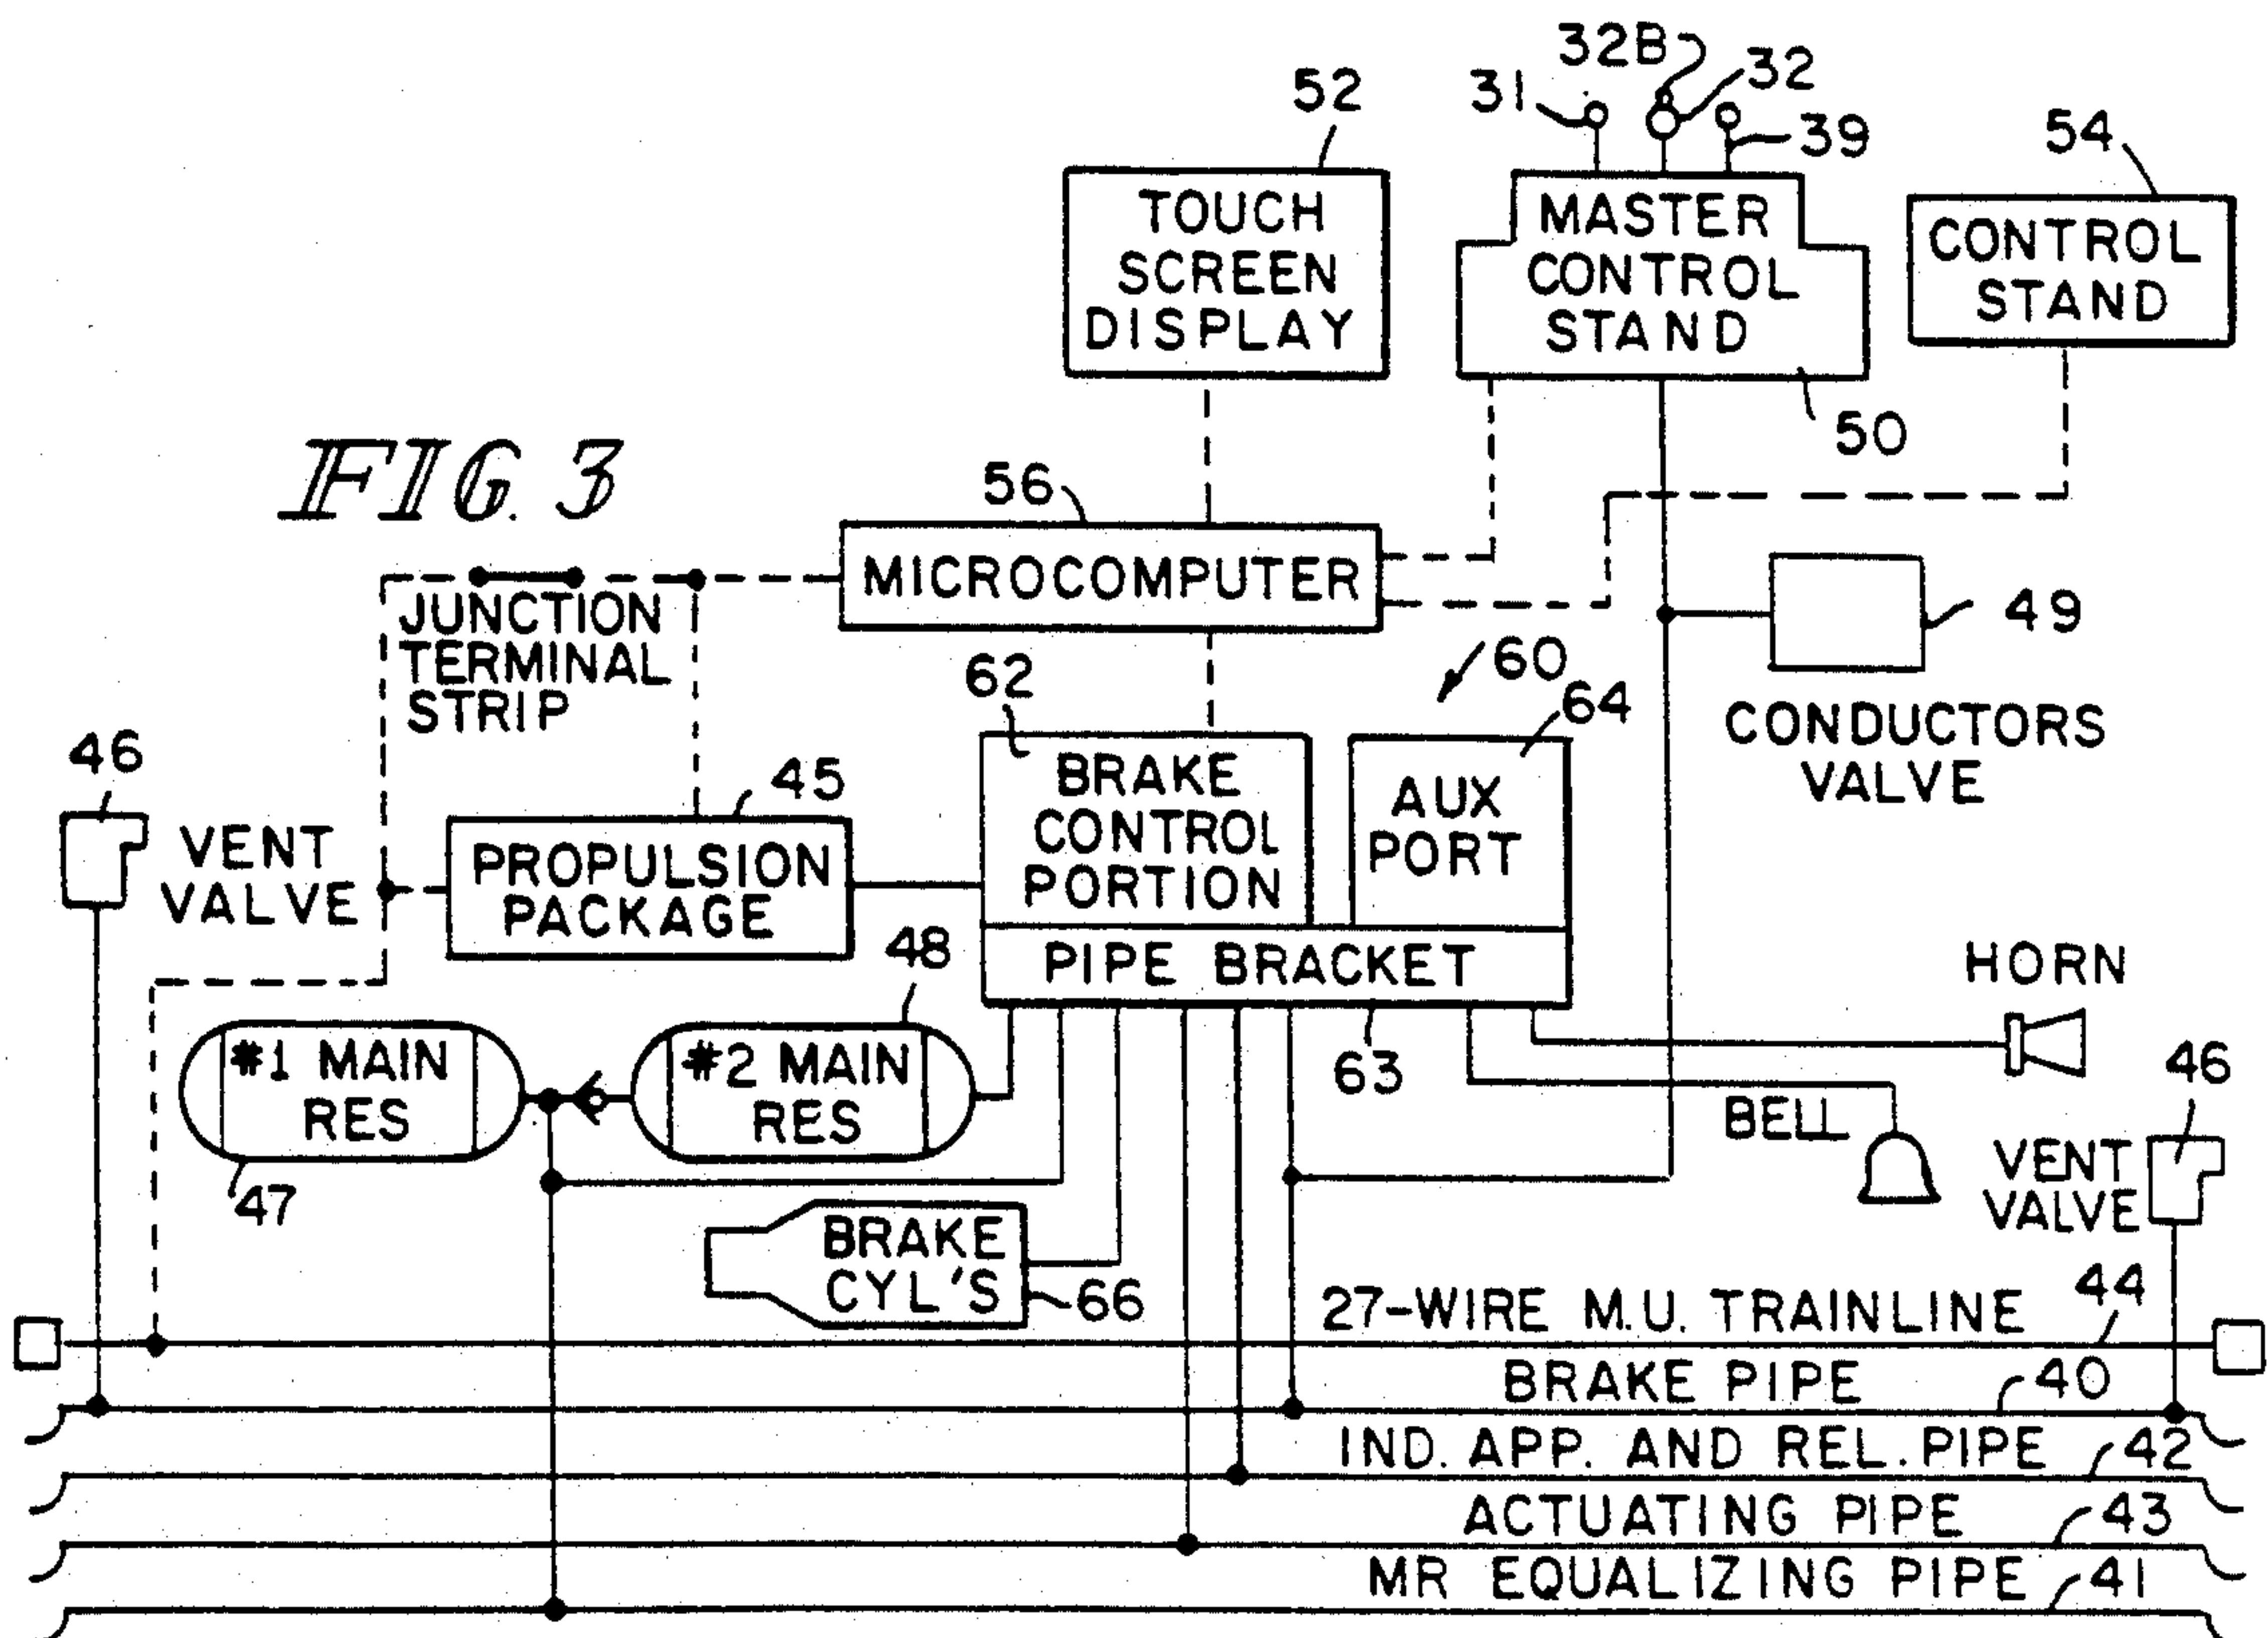 32B
32
31
39
52
54
TOUCH
SCREEN
DISPLAY
MASTER
CONTROL
STAND
CONTROL
STAND
50
FIG. 3
56
MICROCOMPUTER
JUNCTION
TERMINAL
STRIP
49
CONDUCTORS
VALVE
60
62
64
46
VENT
VALVE
45
PROPULSION
PACKAGE
BRAKE
CONTROL
PORTION
AUX
PORT
PIPE BRACKET
48
HORN
#1 MAIN
RES
#2 MAIN
RES
63
46
47
BELL
VENT
VALVE
BRAKE
CYL'S
66
27-WIRE M.U. TRAINLINE
44
BRAKE PIPE
40
IND. APP. AND REL. PIPE
42
ACTUATING PIPE
43
MR EQUALIZING PIPE
41